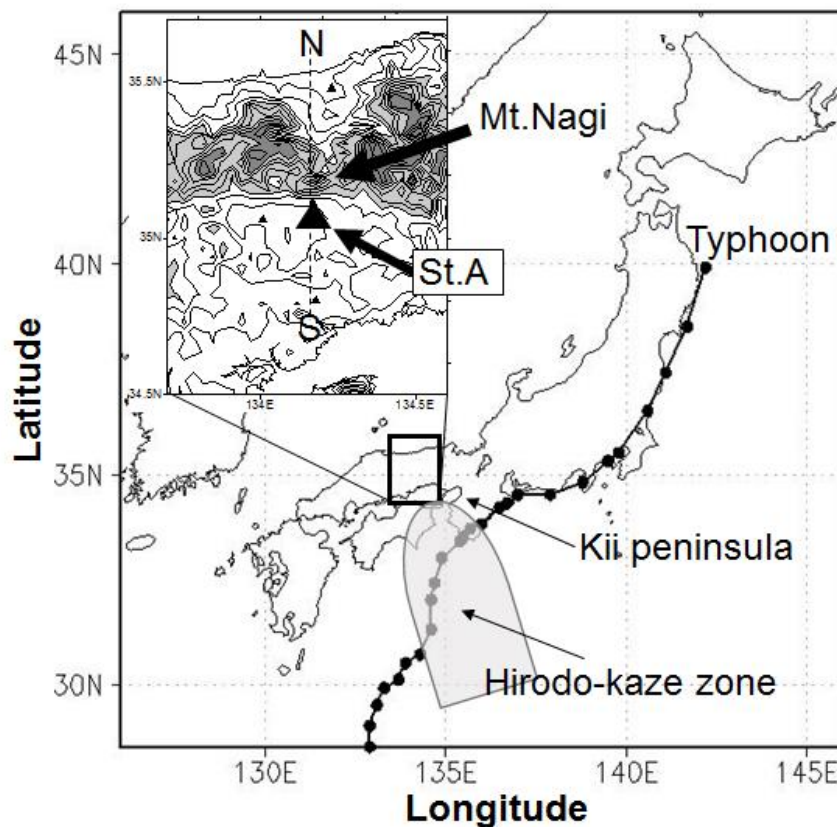 45N
40N
35N
30N
130E
135E
140E
145E
Latitude
Longitude
N
S
35.5N
35N
34.5N
134E
134.5E
Mt.Nagi
St.A
Typhoon
Kii peninsula
Hirodo-kaze zone